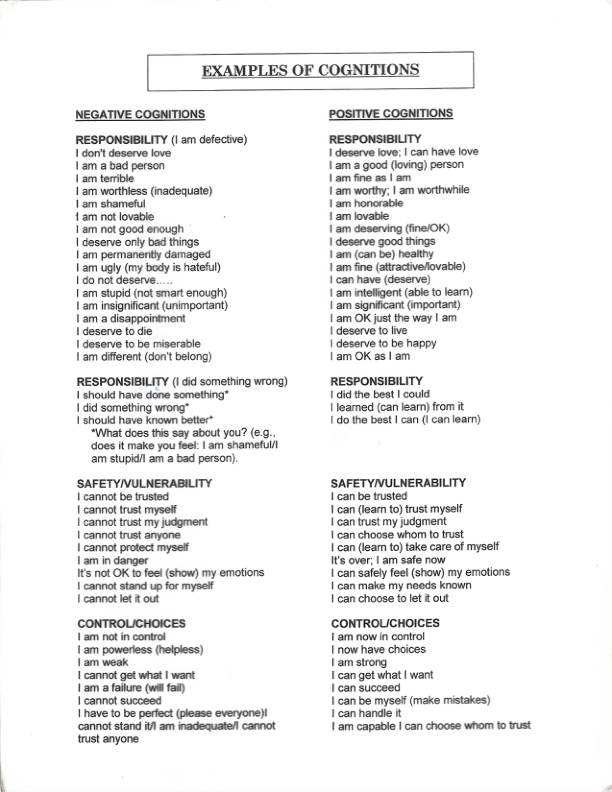 EXAMPLES OF COGNITIONS
NEGATIVE COGNITIONS
RESPONSIBILITY (I am defective)
I don't deserve love
I am a bad person
I am terrible
I am worthless (inadequate)
I am shameful
I am not lovable
I am not good enough
I deserve only bad things
I am permanently damaged
I am ugly (my body is hateful)
I do not deserve.....
I am stupid (not smart enough)
I am insignificant (unimportant)
I am a disappointment
I deserve to die
I deserve to be miserable
I am different (don't belong)
RESPONSIBILITY (I did something wrong)
I should have done something*
I did something wrong*
I should have known better*
*What does this say about you? (e.g.,
does it make you feel: I am shameful/I
am stupid/I am a bad person).
SAFETY/VULNERABILITY
I cannot be trusted
I cannot trust myself
I cannot trust my judgment
I cannot trust anyone
I cannot protect myself
I am in danger
It's not OK to feel (show) my emotions
I cannot stand up for myself
I cannot let it out
CONTROL/CHOICES
I am not in control
I am powerless (helpless)
I am weak
I cannot get what I want
I am a failure (will fail)
I cannot succeed
I have to be perfect (please everyone)I
cannot stand it/I am inadequate/I cannot
trust anyone
POSITIVE COGNITIONS
RESPONSIBILITY
I deserve love; I can have love
I am a good (loving) person
I am fine as I am
I am worthy; I am worthwhile
I am honorable
I am lovable
I am deserving (fine/OK)
I deserve good things
I am (can be) healthy
I am fine (attractive/lovable)
I can have (deserve)
I am intelligent (able to learn)
I am significant (important)
I am OK just the way I am
I deserve to live
I deserve to be happy
I am OK as I am
RESPONSIBILITY
I did the best I could
I learned (can learn) from it
I do the best I can (I can learn)
SAFETY/VULNERABILITY
I can be trusted
I can (learn to) trust myself
I can trust my judgment
I can choose whom to trust
I can (learn to) take care of myself
It's over; I am safe now
I can safely feel (show) my emotions
I can make my needs known
I can choose to let it out
CONTROL/CHOICES
I am now in control
I now have choices
I am strong
I can get what I want
I can succeed
I can be myself (make mistakes)
I can handle it
I am capable I can choose whom to trust